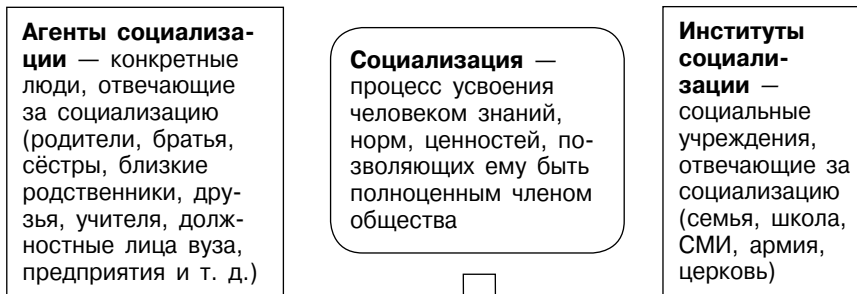 Агенты социализа-
ции — конкретные
люди, отвечающие
за социализацию
(родители, братья,
сёстры, близкие
родственники, дру-
зья, учителя, долж-
ностные лица вуза,
предприятия и т. д.)
Социализация —
процесс усвоения
человеком знаний,
норм, ценностей, по-
зволяющих ему быть
полноценным членом
общества
Институты
социали-
зации —
социальные
учреждения,
отвечающие за
социализацию
(семья, школа,
СМИ, армия,
церковь)